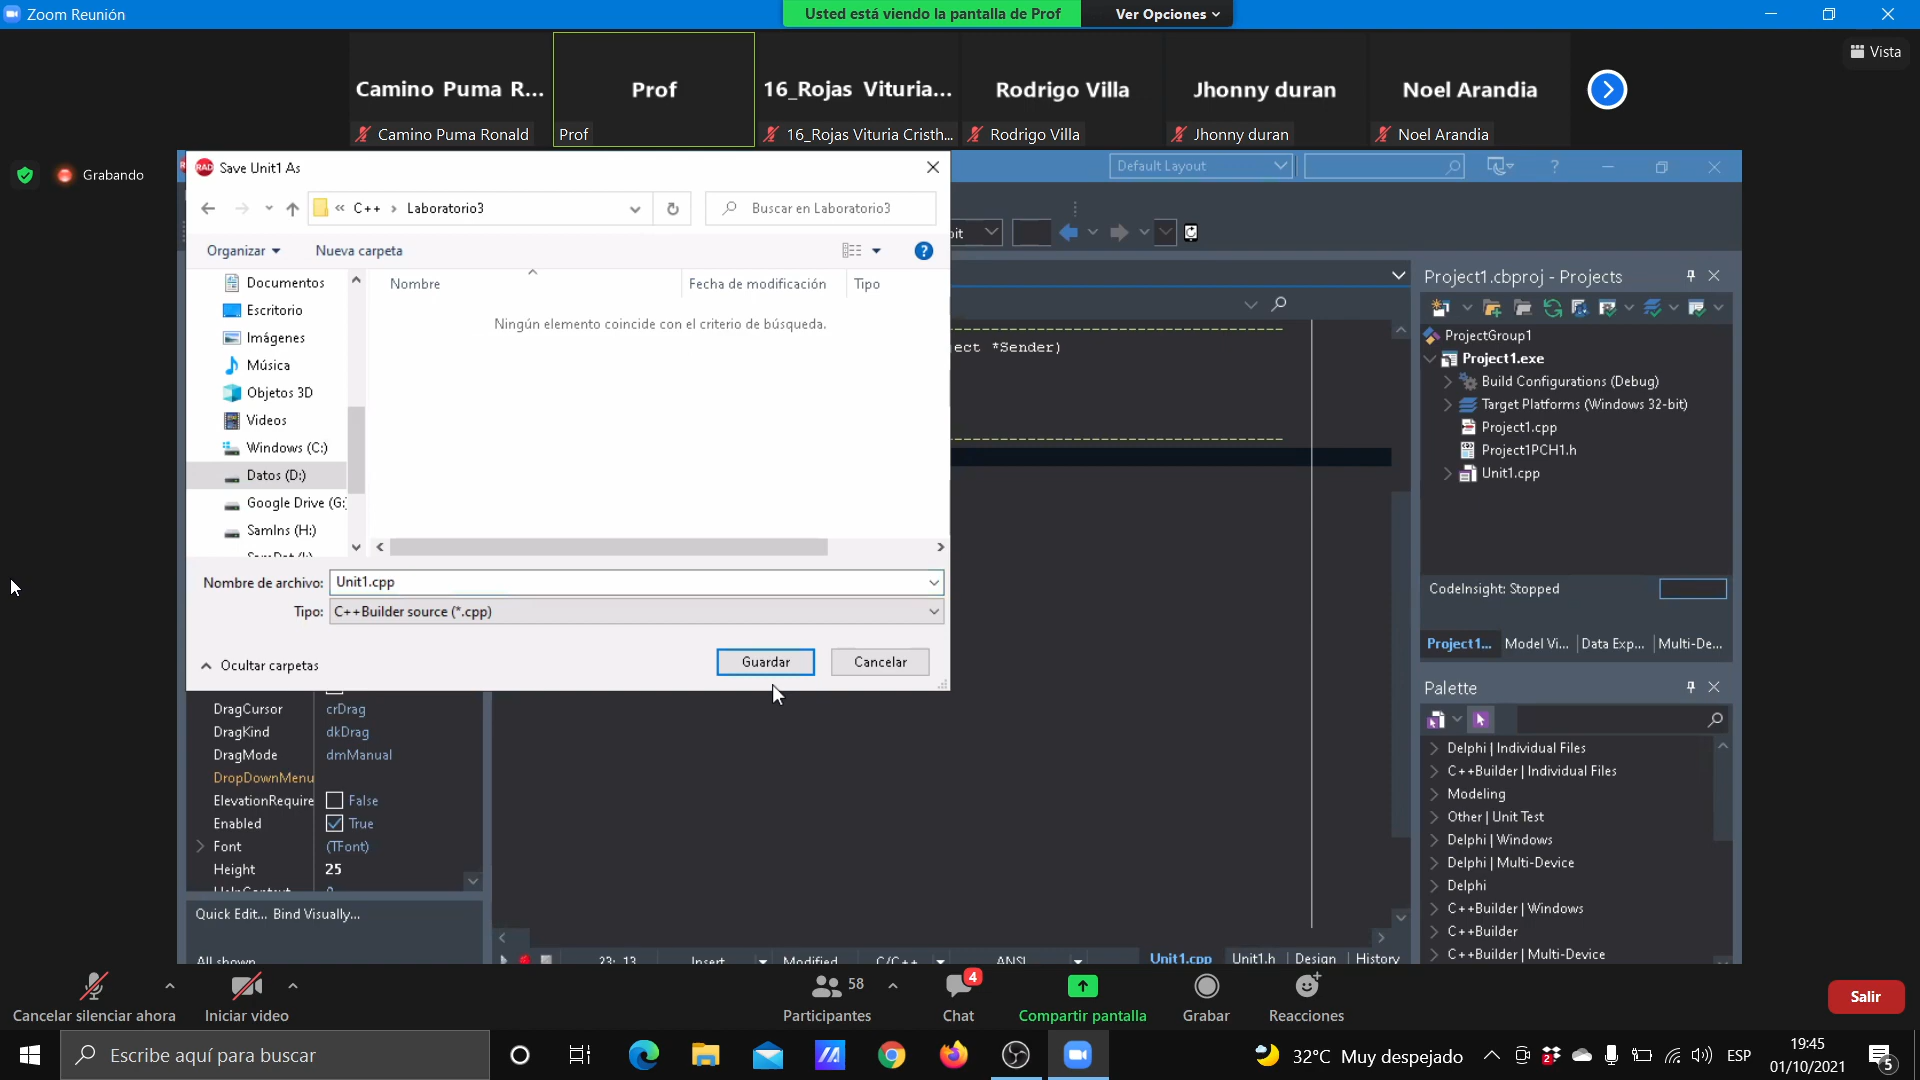 Zoom Reunión
Usted está viendo la pantalla de Prof
Ver Opciones
Vista
Camino Puma R...
Prof
16_Rojas Vituria...
Rodrigo Villa
Jhonny duran
Noel Arandia
Camino Puma Ronald
Prof
16_Rojas Vituria Cristh...
Rodrigo Villa
Jhonny duran
Noel Arandia
Grabando
RAD
Save Unit1 As
Default Layout
?
« C++ › Laboratorio3
Buscar en Laboratorio3
Organizar
Nueva carpeta
?
Nombre
Fecha de modificación
Tipo
Ningún elemento coincide con el criterio de búsqueda.
Documentos
Escritorio
Imágenes
Música
Objetos 3D
Videos
Windows (C:)
Datos (D:)
Google Drive (G:
SamIns (H:)
Nombre de archivo:
Unit1.cpp
Tipo:
C++Builder source (*.cpp)
Ocultar carpetas
Guardar
Cancelar
bit
ect *Sender)
Project1.cbproj - Projects
ProjectGroup1
Project1.exe
Build Configurations (Debug)
Target Platforms (Windows 32-bit)
Project1.cpp
Project1PCH1.h
Unit1.cpp
CodeInsight: Stopped
Project1...
Model Vi...
Data Exp...
Multi-De...
Palette
Delphi | Individual Files
C++Builder | Individual Files
Modeling
Other | Unit Test
Delphi | Windows
Delphi | Multi-Device
Delphi
C++Builder | Windows
C++Builder
C++Builder | Multi-Device
DragCursor
crDrag
DragKind
dkDrag
DragMode
dmManual
DropDownMenu
ElevationRequire
False
Enabled
True
Font
(TFont)
Height
25
Quick Edit... Bind Visually...
All shown
23: 13
Insert
Modified
C/C++
ANSI
Unit1.cpp
Unit1.h
Design
History
Cancelar silenciar ahora
Iniciar video
58
Participantes
4
Chat
Compartir pantalla
Grabar
Reacciones
Salir
Escribe aquí para buscar
32°C Muy despejado
2
ESP
19:45
01/10/2021
5